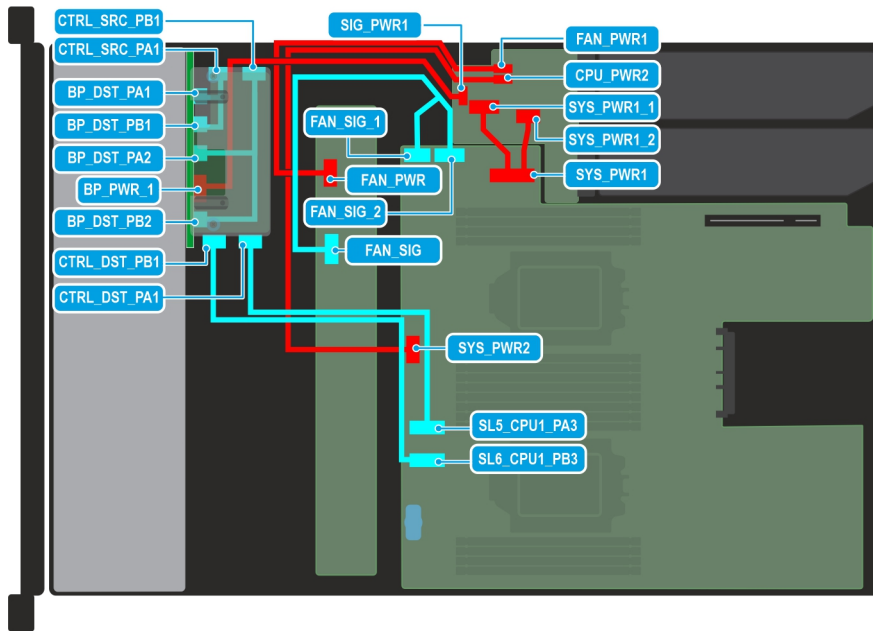 CTRL_SRC_PB1
CTRL_SRC_PA1
BP_DST_PA1
BP_DST_PB1
BP_DST_PA2
BP_PWR_1
BP_DST_PB2
CTRL_DST_PB1
CTRL_DST_PA1
SIG_PWR1
FAN_PWR1
CPU_PWR2
SYS_PWR1_1
SYS_PWR1_2
SYS_PWR1
FAN_SIG_1
FAN_PWR
FAN_SIG_2
FAN_SIG
SYS_PWR2
SL5_CPU1_PA3
SL6_CPU1_PB3